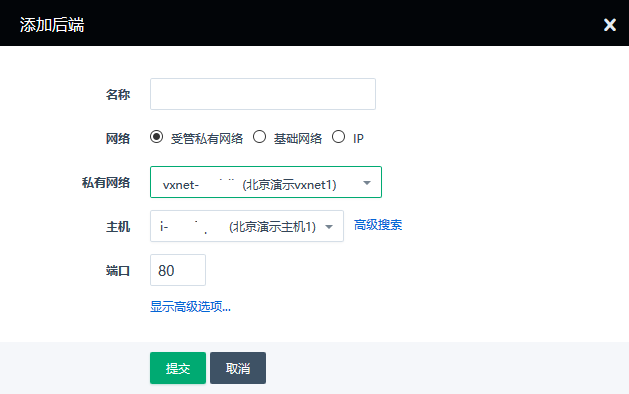 添加后端
名称
网络 受管私有网络 基础网络 IP
私有网络 vxnet- (北京演示vxnet1)
主机 i- (北京演示主机1) 高级搜索
端口 80
显示高级选项...
提交 取消